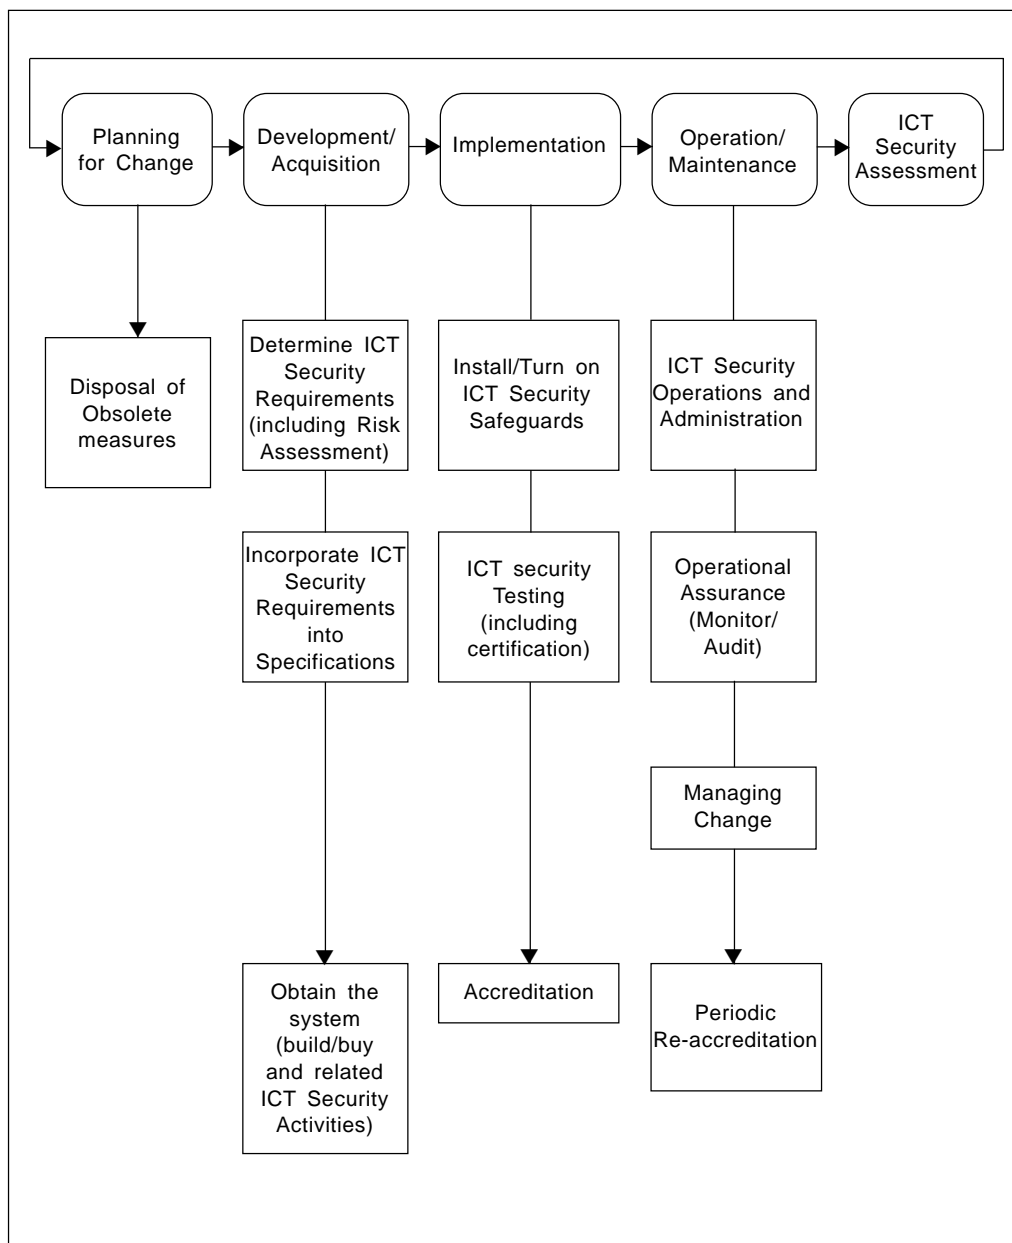 Planning
for Change
Development/
Acquisition
Implementation
Operation/
Maintenance
ICT
Security
Assessment
Disposal of
Obsolete
measures
Determine ICT
Security
Requirements
(including Risk
Assessment)
Install/Turn on
ICT Security
Safeguards
ICT Security
Operations and
Administration
Incorporate ICT
Security
Requirements
into
Specifications
ICT security
Testing
(including
certification)
Operational
Assurance
(Monitor/
Audit)
Managing
Change
Obtain the
system
(build/buy
and related
ICT Security
Activities)
Accreditation
Periodic
Re-accreditation